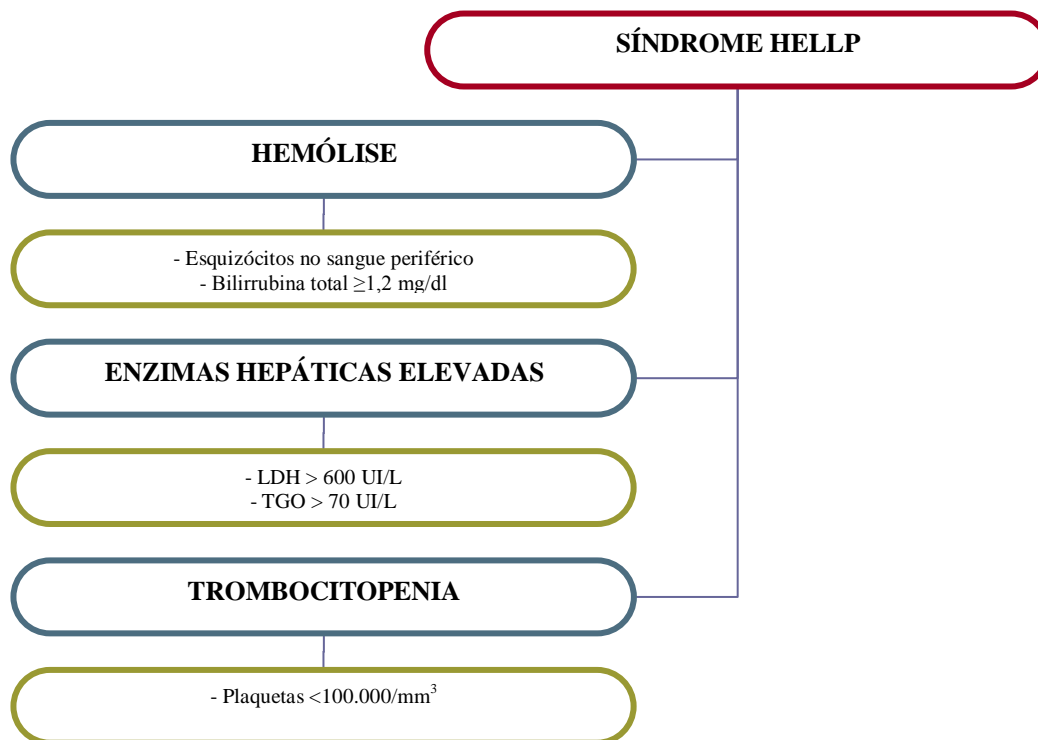 SÍNDROME HELLP
HEMÓLISE
- Esquizócitos no sangue periférico
- Bilirrubina total ≥1,2 mg/dl
ENZIMAS HEPÁTICAS ELEVADAS
- LDH > 600 UI/L
- TGO > 70 UI/L
TROMBOCITOPENIA
- Plaquetas <100.000/mm³